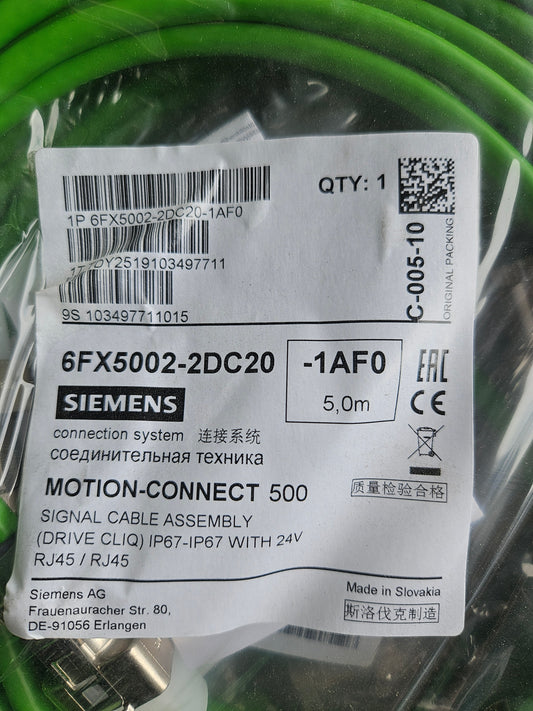 QTY: 1
1P 6FX5002-2DC20-1AF0
2519103497711
9S 103497711015
C-005-10
ORIGINAL PACKING
6FX5002-2DC20
-1AF0
5,0m
EAC
SIEMENS
CE
connection system 连接系统
соединительная техника
MOTION-CONNECT 500
质量检验合格
SIGNAL CABLE ASSEMBLY
(DRIVE CLIQ) IP67-IP67 WITH 24V
RJ45 / RJ45
Siemens AG
Frauenauracher Str. 80,
DE-91056 Erlangen
Made in Slovakia
斯洛伐克制造